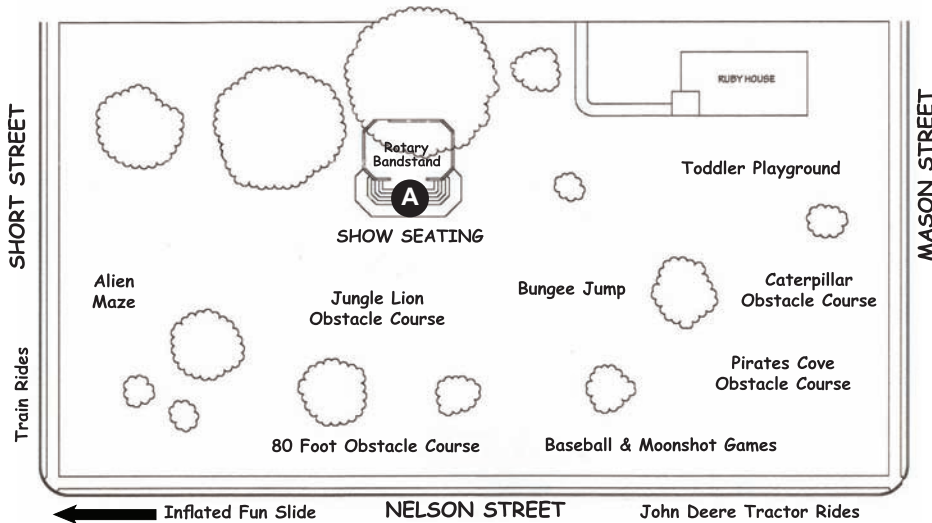 RUBY HOUSE
Rotary
Bandstand
A
SHOW SEATING
Toddler Playground
SHORT STREET
MASON STREET
Alien
Maze
Jungle Lion
Obstacle Course
Bungee Jump
Caterpillar
Obstacle Course
Train Rides
Pirates Cove
Obstacle Course
80 Foot Obstacle Course
Baseball & Moonshot Games
Inflated Fun Slide
NELSON STREET
John Deere Tractor Rides